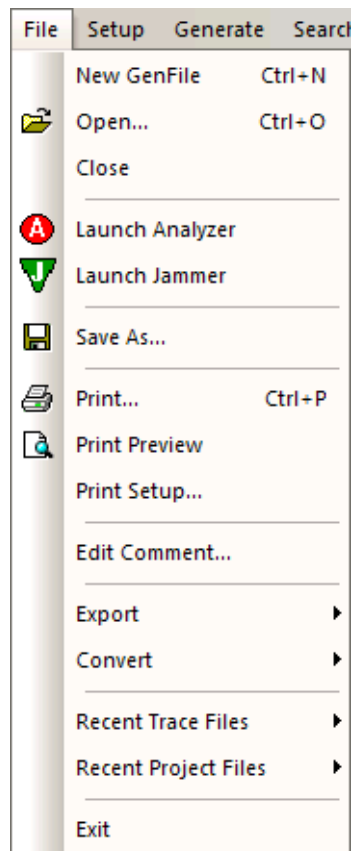 File Setup Generate Search
New GenFile Ctrl+N
Open... Ctrl+O
Close
A Launch Analyzer
J Launch Jammer
Save As...
Print... Ctrl+P
Print Preview
Print Setup...
Edit Comment...
Export
Convert
Recent Trace Files
Recent Project Files
Exit